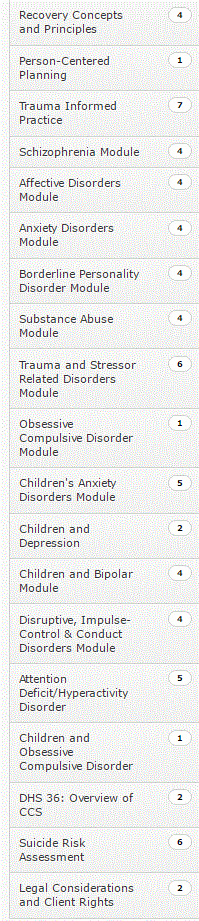 Recovery Concepts 4
and Principles
Person-Centered 1
Planning
Trauma Informed 7
Practice
Schizophrenia Module 4
Affective Disorders 4
Module
Anxiety Disorders 4
Module
Borderline Personality 4
Disorder Module
Substance Abuse 4
Module
Trauma and Stressor 6
Related Disorders
Module
Obsessive 1
Compulsive Disorder
Module
Children's Anxiety 5
Disorders Module
Children and 2
Depression
Children and Bipolar 4
Module
Disruptive, Impulse- 4
Control & Conduct
Disorders Module
Attention 5
Deficit/Hyperactivity
Disorder
Children and 1
Obsessive
Compulsive Disorder
DHS 36: Overview of 2
CCS
Suicide Risk 6
Assessment
Legal Considerations 2
and Client Rights